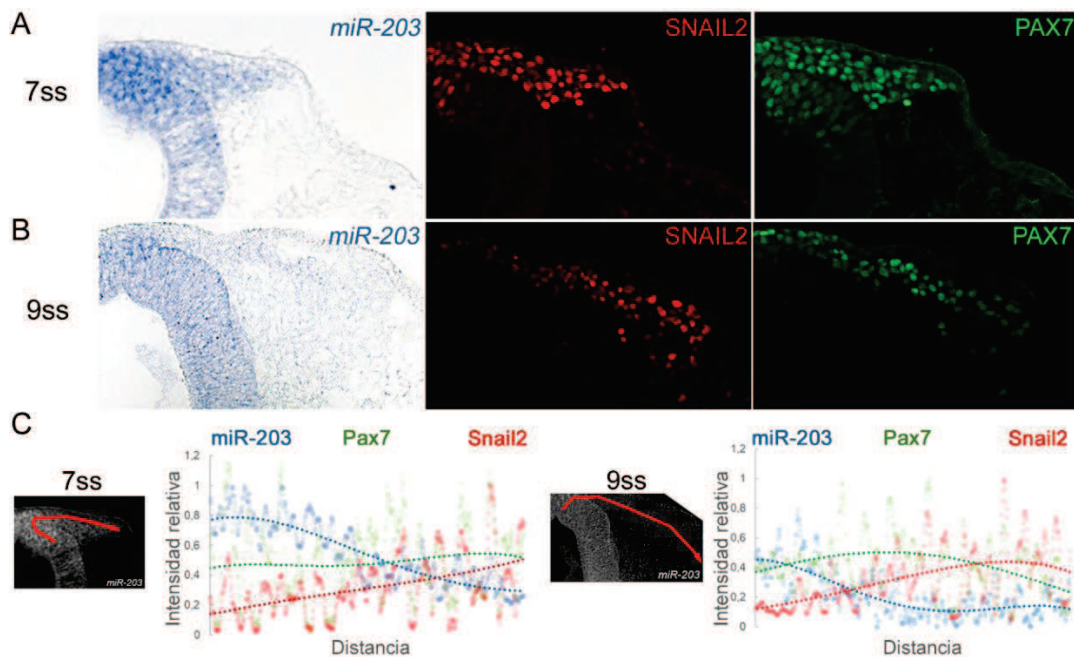 A
7ss
miR-203
SNAIL2
PAX7
B
9ss
miR-203
SNAIL2
PAX7
C
7ss
miR-203
miR-203
Pax7
Snail2
Intensidad relativa
1,2
1
0,8
0,6
0,4
0,2
0
Distancia
9ss
miR-203
miR-203
Pax7
Snail2
Intensidad relativa
1,2
1
0,8
0,6
0,4
0,2
0
Distancia